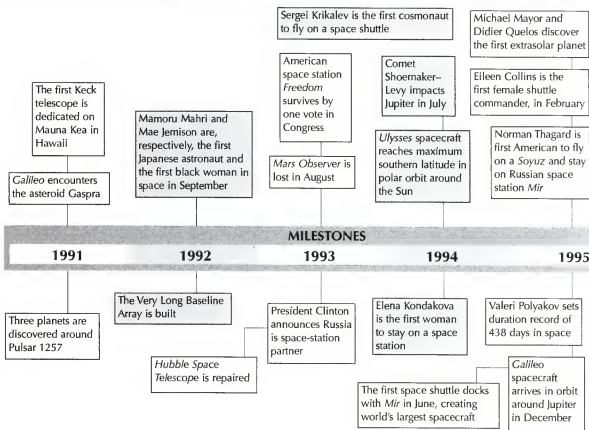 Sergei Krikalev is the first cosmonaut
to fly on a space shuttle
Michael Mayor and
Didier Quelos discover
the first extrasolar planet
The first Keck
telescope is
dedicated on
Mauna Kea in
Hawaii
Mamoru Mahri and
Mae Jemison are,
respectively, the first
Japanese astronaut and
the first black woman in
space in September
American
space station
Freedom
survives by
one vote in
Congress
Comet
Shoemaker–
Levy impacts
Jupiter in July
Eileen Collins is the
first female shuttle
commander, in February
Galileo encounters
the asteroid Gaspra
Mars Observer is
lost in August
Ulysses spacecraft
reaches maximum
southern latitude in
polar orbit around
the Sun
Norman Thagard is
first American to fly
on a Soyuz and stay
on Russian space
station Mir
MILESTONES
1991 1992 1993 1994 1995
Three planets are
discovered around
Pulsar 1257
The Very Long Baseline
Array is built
Hubble Space
Telescope is repaired
President Clinton
announces Russia
is space-station
partner
Elena Kondakova
is the first woman
to stay on a space
station
Valeri Polyakov sets
duration record of
438 days in space
The first space shuttle docks
with Mir in June, creating
world's largest spacecraft
Galileo
spacecraft
arrives in orbit
around Jupiter
in December